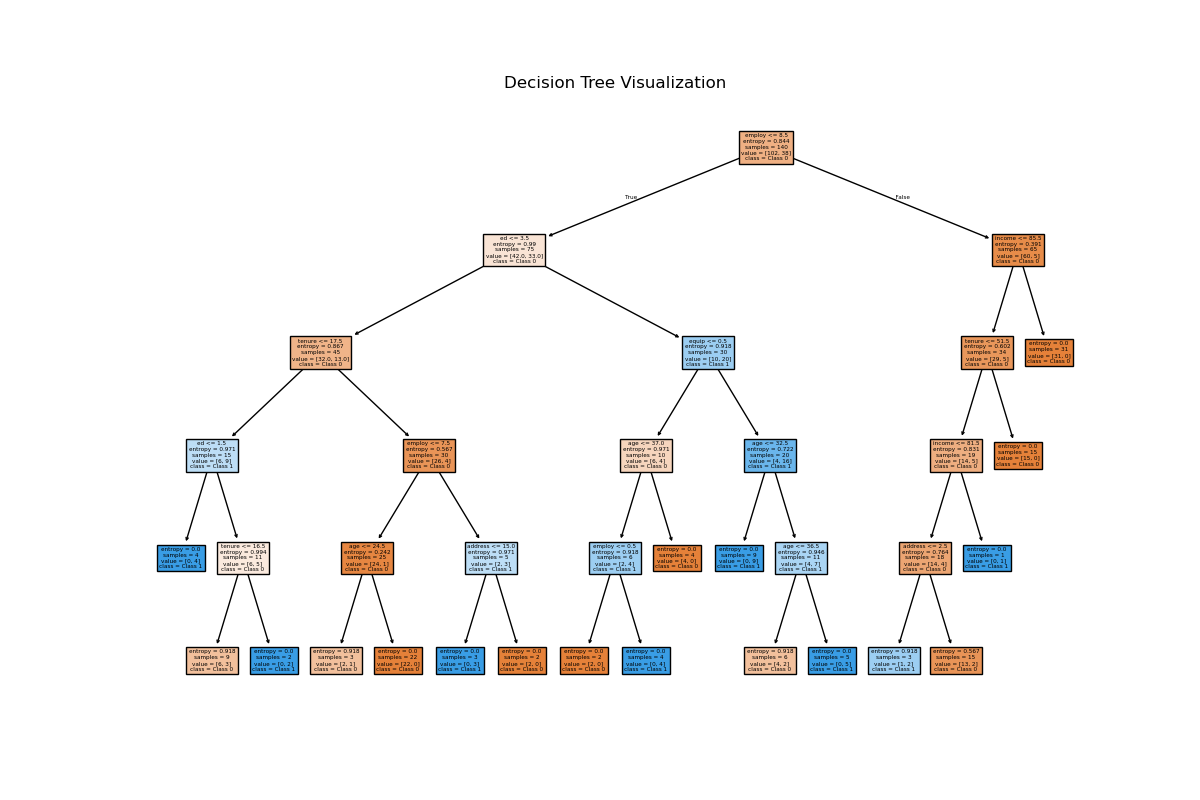 Decision Tree Visualization
employ <= 8.5
entropy = 0.844
samples = 140
value = [102, 38]
class = Class 0
True
False
ed <= 3.5
entropy = 0.99
samples = 75
value = [42.0, 33.0]
class = Class 0
income <= 85.5
entropy = 0.391
samples = 65
value = [60, 5]
class = Class 0
tenure <= 17.5
entropy = 0.867
samples = 45
value = [32.0, 13.0]
class = Class 0
equip <= 0.5
entropy = 0.918
samples = 30
value = [10, 20]
class = Class 1
tenure <= 51.5
entropy = 0.602
samples = 34
value = [29, 5]
class = Class 0
entropy = 0.0
samples = 31
value = [31, 0]
class = Class 0
ed <= 1.5
entropy = 0.971
samples = 15
value = [6, 9]
class = Class 1
employ <= 7.5
entropy = 0.567
samples = 30
value = [26, 4]
class = Class 0
age <= 37.0
entropy = 0.971
samples = 10
value = [6, 4]
class = Class 0
age <= 32.5
entropy = 0.722
samples = 20
value = [4, 16]
class = Class 1
income <= 81.5
entropy = 0.831
samples = 19
value = [14, 5]
class = Class 0
entropy = 0.0
samples = 15
value = [15, 0]
class = Class 0
entropy = 0.0
samples = 4
value = [0, 4]
class = Class 1
tenure <= 16.5
entropy = 0.994
samples = 11
value = [6, 5]
class = Class 0
age <= 24.5
entropy = 0.242
samples = 25
value = [24, 1]
class = Class 0
address <= 15.0
entropy = 0.971
samples = 5
value = [2, 3]
class = Class 1
employ <= 0.5
entropy = 0.918
samples = 6
value = [2, 4]
class = Class 1
entropy = 0.0
samples = 4
value = [4, 0]
class = Class 0
entropy = 0.0
samples = 9
value = [0, 9]
class = Class 1
age <= 36.5
entropy = 0.946
samples = 11
value = [4, 7]
class = Class 1
address <= 2.5
entropy = 0.764
samples = 18
value = [14, 4]
class = Class 0
entropy = 0.0
samples = 1
value = [0, 1]
class = Class 1
entropy = 0.918
samples = 9
value = [6, 3]
class = Class 0
entropy = 0.0
samples = 2
value = [0, 2]
class = Class 1
entropy = 0.918
samples = 3
value = [2, 1]
class = Class 0
entropy = 0.0
samples = 22
value = [22, 0]
class = Class 0
entropy = 0.0
samples = 3
value = [0, 3]
class = Class 1
entropy = 0.0
samples = 2
value = [2, 0]
class = Class 0
entropy = 0.0
samples = 2
value = [2, 0]
class = Class 0
entropy = 0.0
samples = 4
value = [0, 4]
class = Class 1
entropy = 0.918
samples = 6
value = [4, 2]
class = Class 0
entropy = 0.0
samples = 5
value = [0, 5]
class = Class 1
entropy = 0.918
samples = 3
value = [1, 2]
class = Class 1
entropy = 0.567
samples = 15
value = [13, 2]
class = Class 0